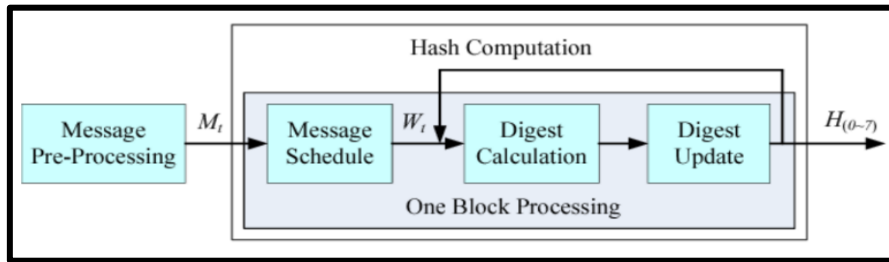 Hash Computation
Message
Pre-Processing
M_t
Message
Schedule
W_t
Digest
Calculation
Digest
Update
H_(0~7)
One Block Processing